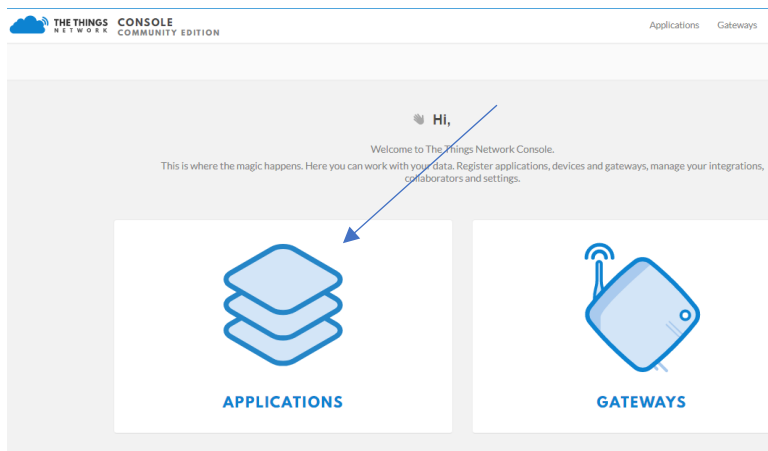 THE THINGS CONSOLE
NETWORK COMMUNITY EDITION
Applications Gateways
Hi,
Welcome to The Things Network Console.
This is where the magic happens. Here you can work with your data. Register applications, devices and gateways, manage your integrations,
collaborators and settings.
APPLICATIONS
GATEWAYS